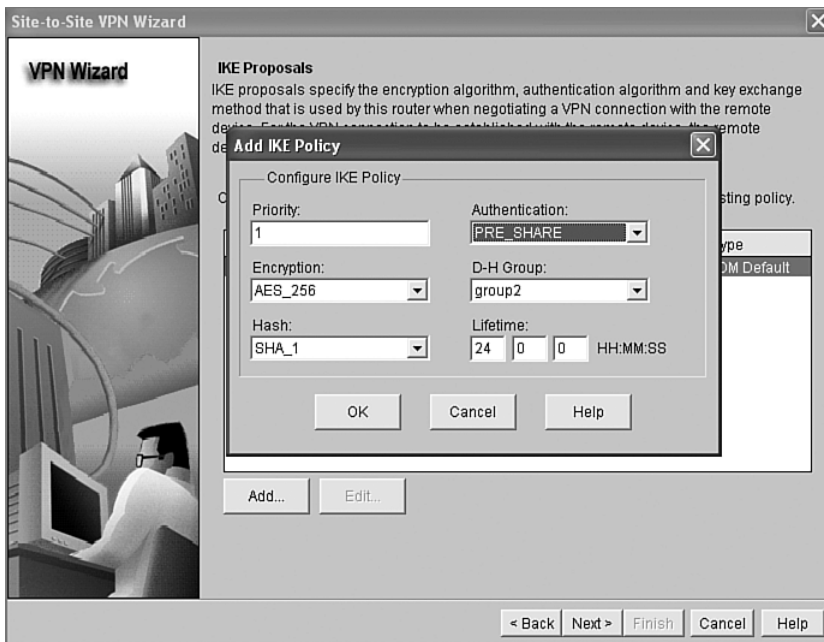 Site-to-Site VPN Wizard
VPN Wizard
IKE Proposals
IKE proposals specify the encryption algorithm, authentication algorithm and key exchange
method that is used by this router when negotiating a VPN connection with the remote
Add IKE Policy
Configure IKE Policy
Priority:
1
Authentication:
PRE_SHARE
Encryption:
AES_256
D-H Group:
group2
Hash:
SHA_1
Lifetime:
24 0 0 HH:MM:SS
OK Cancel Help
policy.
Default
Add... Edit...
< Back Next > Finish Cancel Help